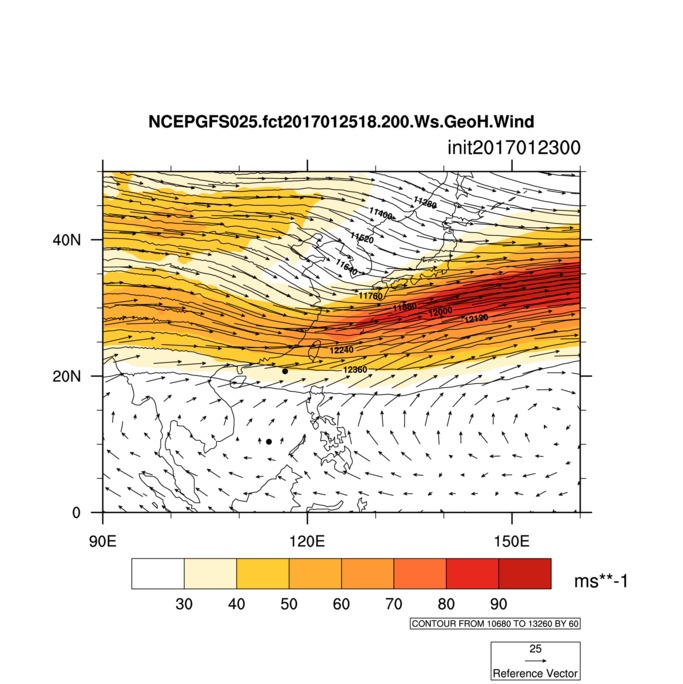 NCEPGFS025.fct2017012518.200.Ws.GeoH.Wind
init2017012300
11280
11400
11520
40N
11640
11760
11880
12000
12120
12240
12360
20N
0
90E 120E 150E
ms**-1
30 40 50 60 70 80 90
CONTOUR FROM 10680 TO 13260 BY 60
25
Reference Vector